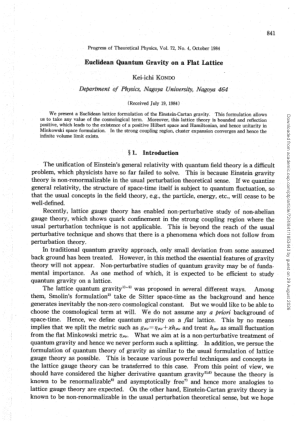 841
Progress of Theoretical Physics, Vol. 72, No. 4, October 1984
Euclidean Quantum Gravity on a Flat Lattice
Kei-ichi KONDO
Department of Physics, Nagoya University, Nagoya 464
(Received July 19, 1984)
We present a Euclidean lattice formulation of the Einstein-Cartan gravity. This formulation allows
us to take any value of the cosmological term. Moreover, this lattice theory is bounded and reflection
positive, which leads to the existence of a positive Hilbert space and Hamiltonian, and hence unitarity in
Minkowski space formulation. In the strong coupling region, cluster expansion converges and hence the
infinite volume limit exists.
§ 1. Introduction
The unification of Einstein's general relativity with quantum field theory is a difficult
problem, which physicists have so far failed to solve. This is because Einstein gravity
theory is non-renormalizable in the usual perturbation theoretical sense. If we quantize
general relativity, the structure of space-time itself is subject to quantum fluctuation, so
that the usual concepts in the field theory, e.g., the particle, energy, etc., will cease to be
well-defined.
Recently, lattice gauge theory has enabled non-perturbative study of non-abelian
gauge theory, which shows quark confinement in the strong coupling region where the
usual perturbation technique is not applicable. This is beyond the reach of the usual
perturbative technique and shows that there is a phenomenon which does not follow from
perturbation theory.
In traditional quantum gravity approach, only small deviation from some assumed
back ground has been treated. However, in this method the essential features of gravity
theory will not appear. Non-perturbative studies of quantum gravity may be of funda-
mental importance. As one method of which, it is expected to be efficient to study
quantum gravity on a lattice.
The lattice quantum gravity was proposed in several different ways. Among
them, Smolin's formulation take de Sitter space-time as the background and hence
generates inevitably the non-zero cosmological constant. But we would like to be able to
choose the cosmological term at will. We do not assume any a priori background of
space-time. Hence, we define quantum gravity on a flat lattice. This by no means
implies that we split the metric such as and treat as small fluctuation
from the flat Minkowski metric What we aim at is a non perturbative treatment of
quantum gravity and hence we never perform such a splitting. In addition, we pursue the
formulation of quantum theory of gravity as similar to the usual formulation of lattice
gauge theory as possible. This is because various powerful techniques and concepts in
the lattice gauge theory can be transferred to this case. From this point of view, we
should have considered the higher derivative quantum gravity because the theory is
known to be renormalizable and asymptotically free and hence more analogies to
lattice gauge theory are expected. On the other hand, Einstein-Cartan gravity theory is
known to be non-renormalizable in the usual perturbation theoretical sense, but we hope